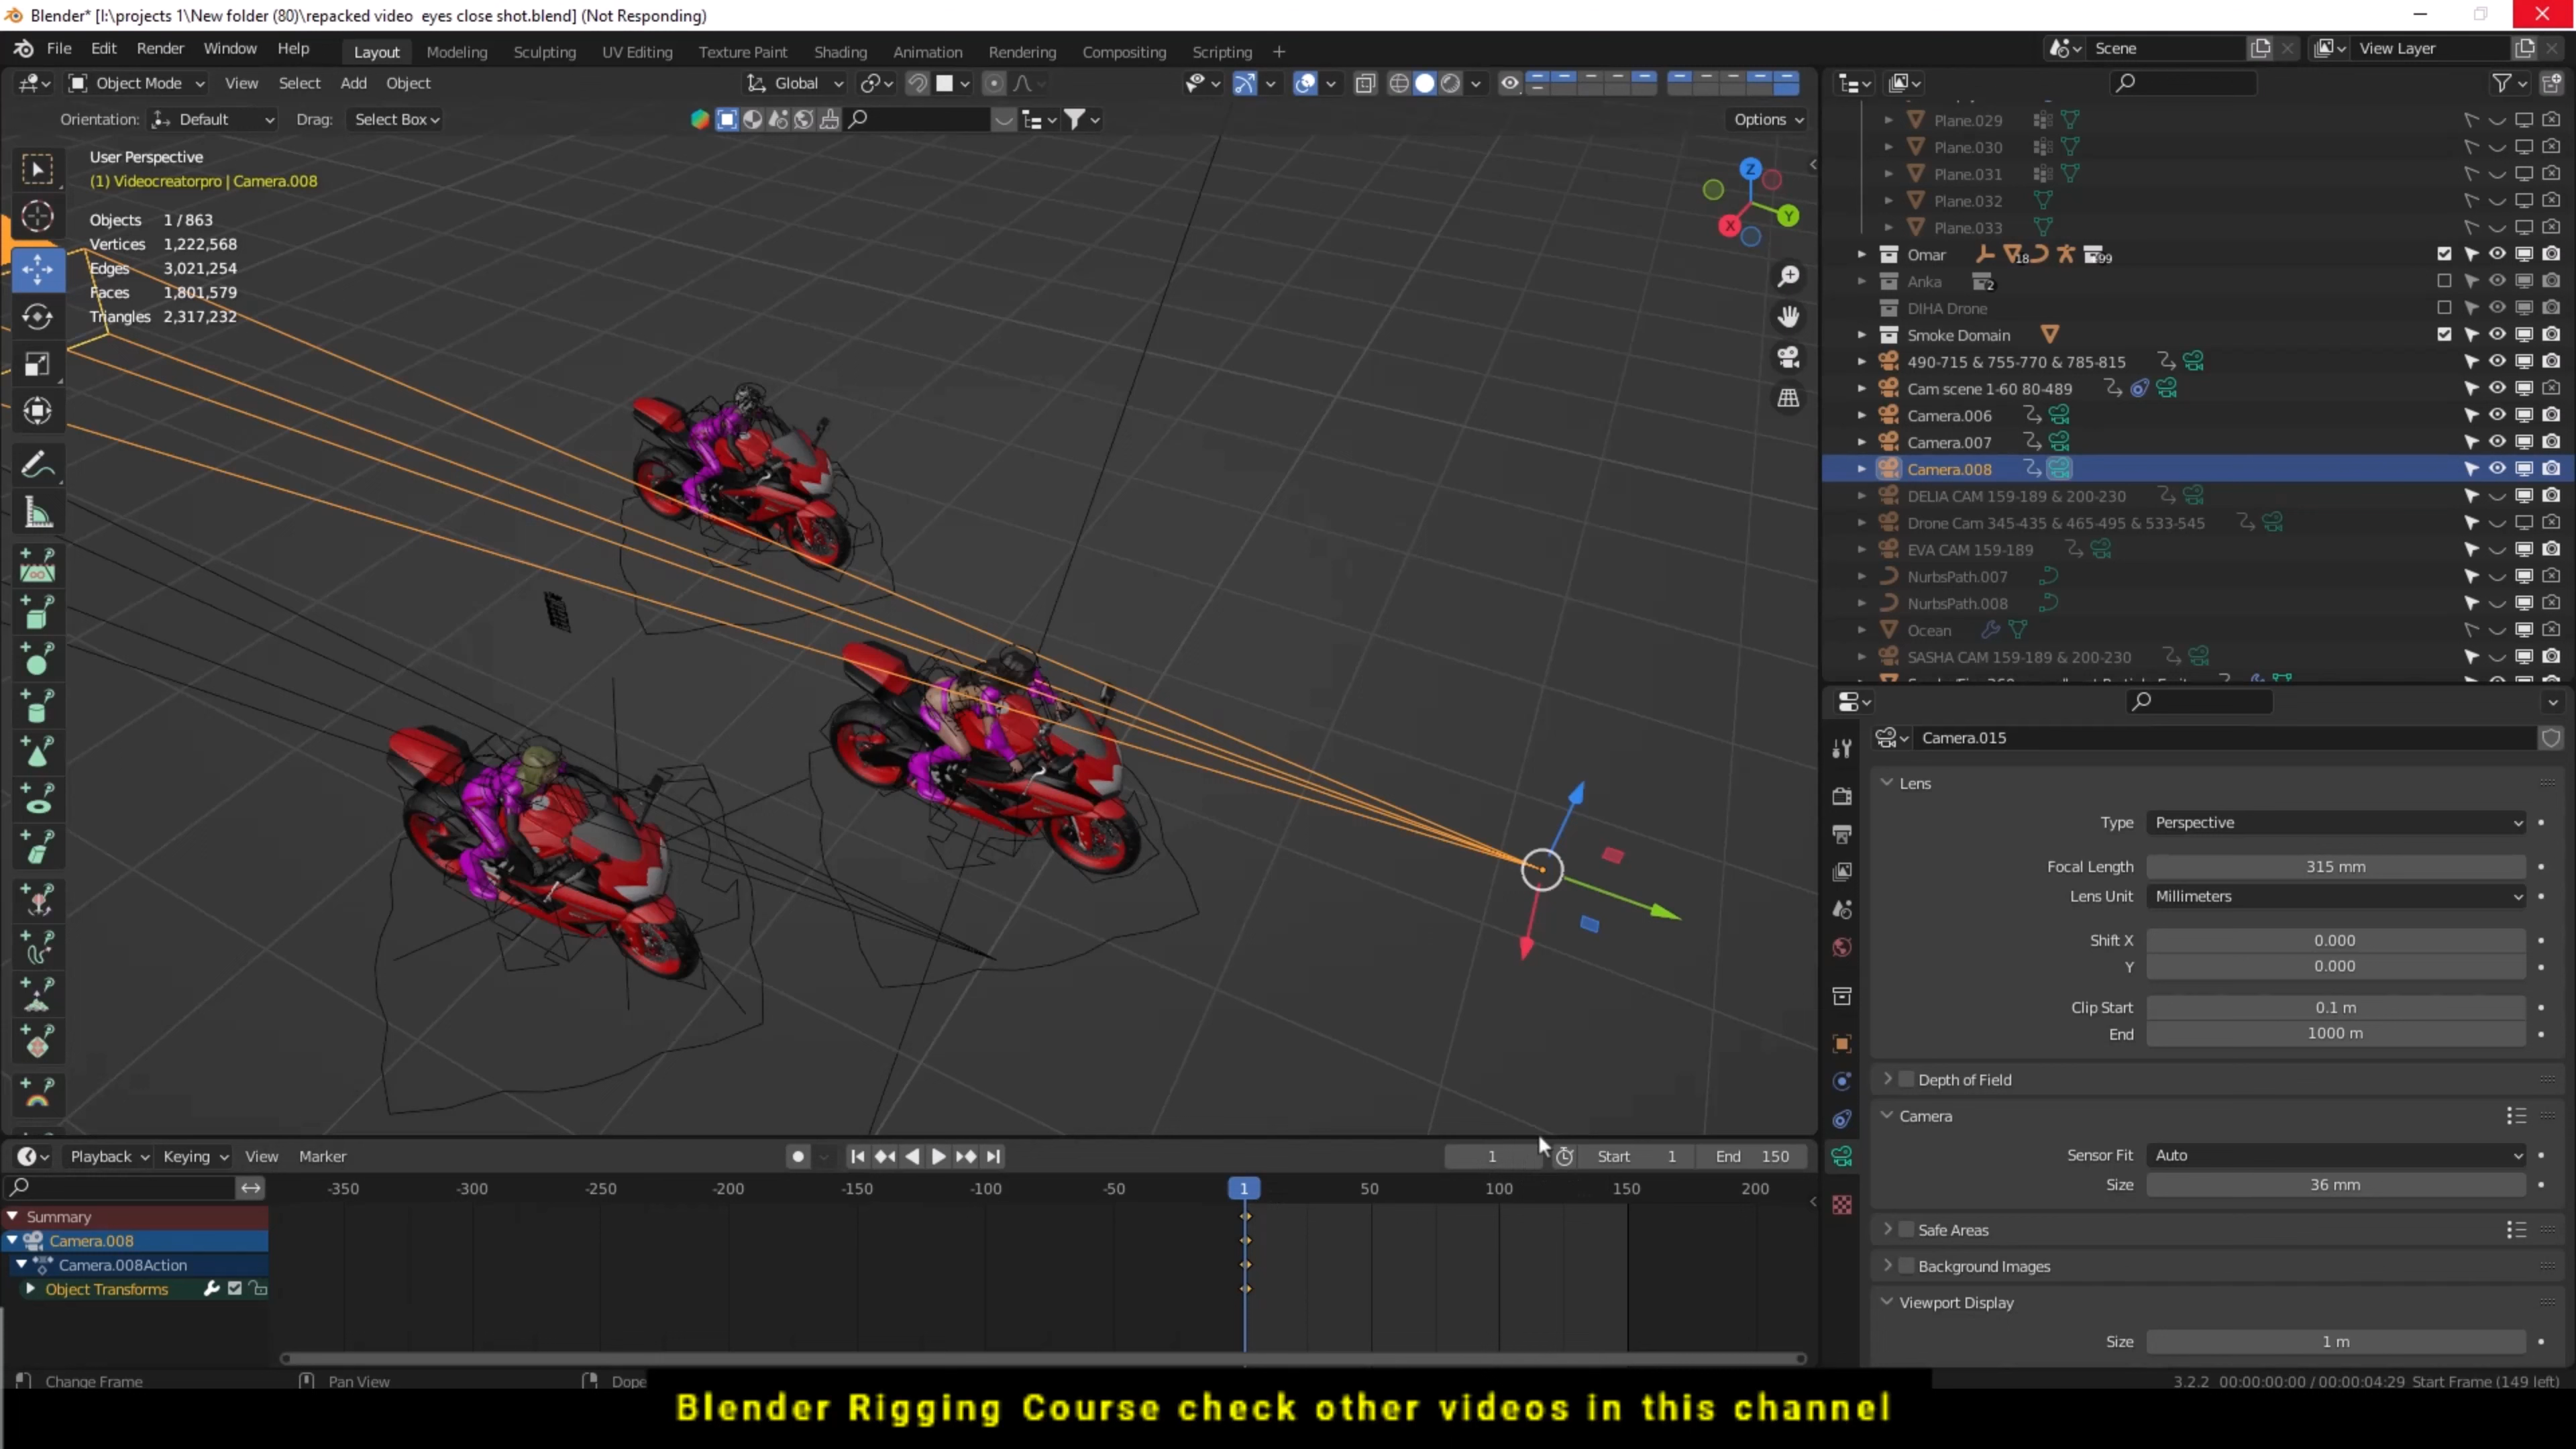 Blender* [I:\projects 1\New folder (80)\repacked video  eyes close shot.blend] (Not Responding)
File Edit Render Window Help Layout Modeling Sculpting UV Editing Texture Paint Shading Animation Rendering Compositing Scripting + Scene View Layer
Object Mode View Select Add Object Global
Orientation: Default Drag: Select Box Options
User Perspective
(1) Videocreatorpro | Camera.008
Objects 1 / 863
Vertices 1,222,568
Edges 3,021,254
Faces 1,801,579
Triangles 2,317,232
Z
Y
X
Plane.029
Plane.030
Plane.031
Plane.032
Plane.033
Omar 18 99
Anka 2
DIHA Drone
Smoke Domain
490-715 & 755-770 & 785-815
Cam scene 1-60 80-489
Camera.006
Camera.007
Camera.008
DELIA CAM 159-189 & 200-230
Drone Cam 345-435 & 465-495 & 533-545
EVA CAM 159-189
NurbsPath.007
NurbsPath.008
Ocean
SASHA CAM 159-189 & 200-230
Camera.015
Lens
Type Perspective
Focal Length 315 mm
Lens Unit Millimeters
Shift X 0.000
Y 0.000
Clip Start 0.1 m
End 1000 m
Depth of Field
Camera
Sensor Fit Auto
Size 36 mm
Safe Areas
Background Images
Viewport Display
Size 1 m
Playback Keying View Marker 1 Start 1 End 150
-350 -300 -250 -200 -150 -100 -50 1 50 100 150 200
Summary
Camera.008
Camera.008Action
Object Transforms
Change Frame Pan View Dope 3.2.2 00:00:00:00 / 00:00:04:29 Start Frame (149 left)
Blender Rigging Course check other videos in this channel